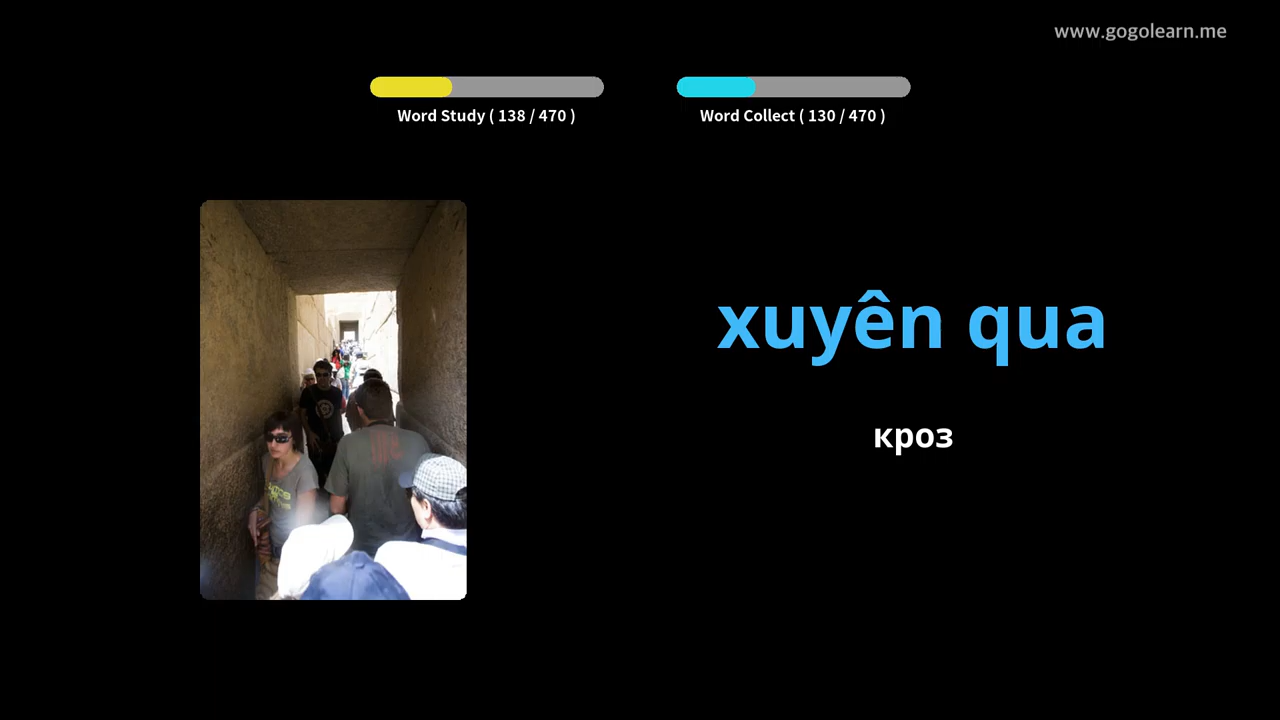 www.gogolearn.me
Word Study ( 138 / 470 )
Word Collect ( 130 / 470 )
xuyên qua
кроз